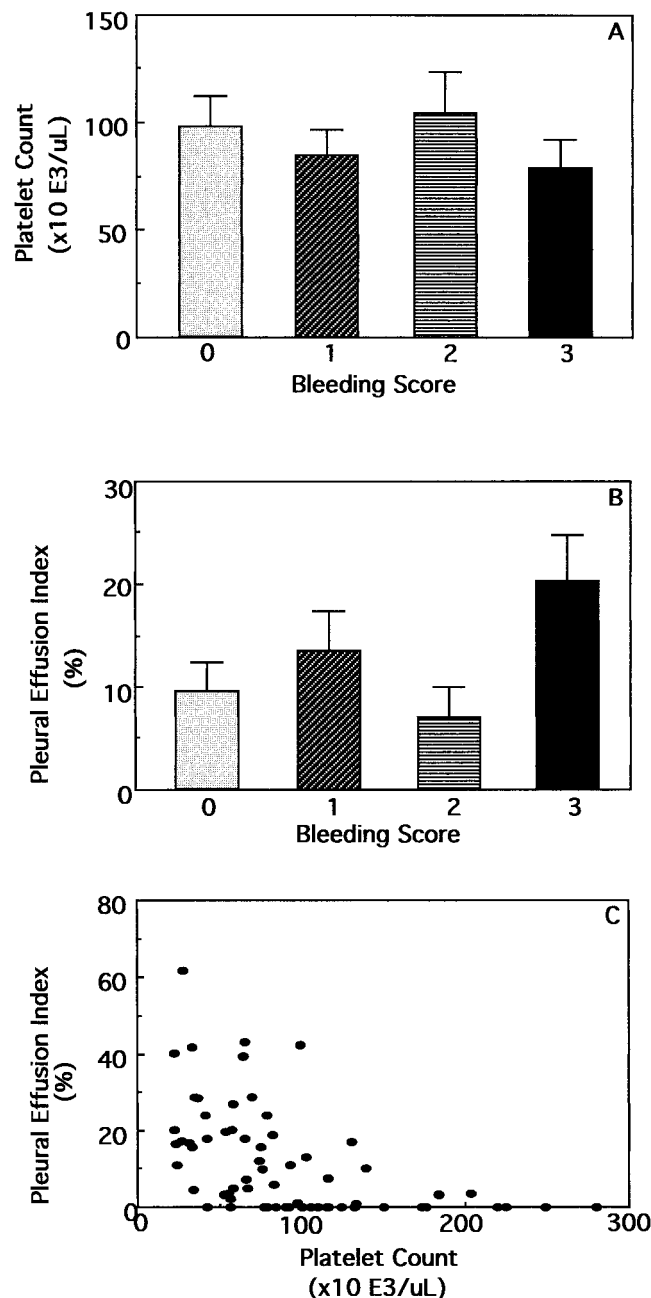 A
Platelet Count
(x10 E3/uL)
150
100
50
0
0 1 2 3
Bleeding Score
B
Pleural Effusion Index
(%)
30
20
10
0
0 1 2 3
Bleeding Score
C
Pleural Effusion Index
(%)
80
60
40
20
0
0 100 200 300
Platelet Count
(x10 E3/uL)